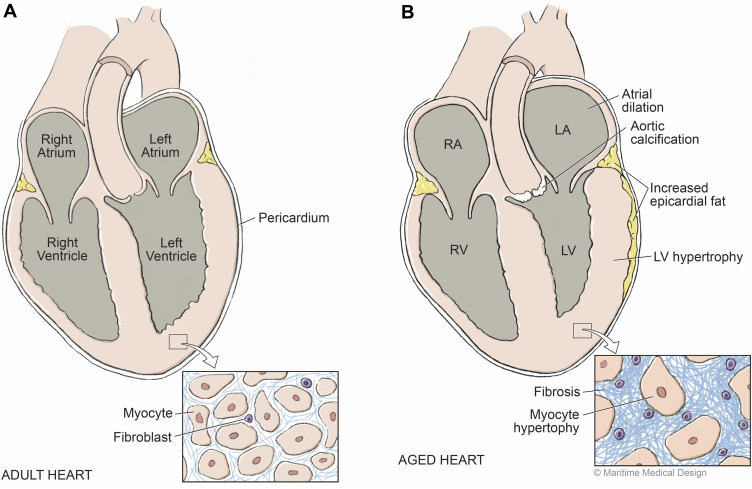 A
Right
Atrium
Left
Atrium
Pericardium
Right
Ventricle
Left
Ventricle
Myocyte
Fibroblast
ADULT HEART
B
RA
LA
Atrial
dilation
Aortic
calcification
Increased
epicardial fat
RV
LV
LV hypertrophy
Fibrosis
Myocyte
hypertophy
AGED HEART
© Maritime Medical Design